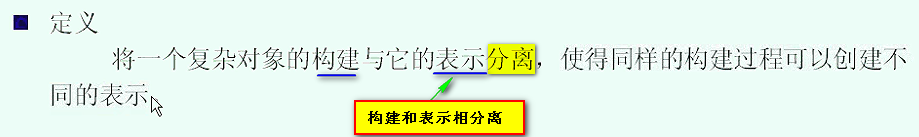 定义
将一个复杂对象的构建与它的表示分离，使得同样的构建过程可以创建不
同的表示
构建和表示相分离